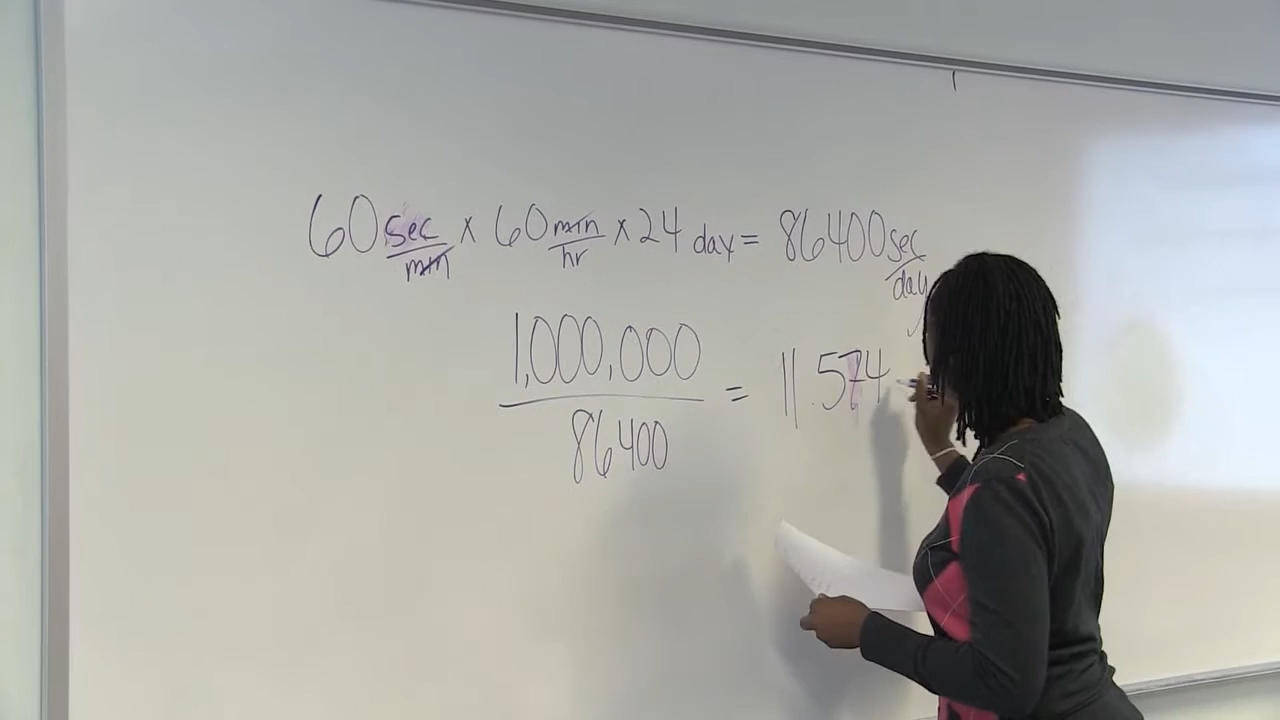 60 sec/min x 60 min/hr x 24 day = 86400 sec/day
1,000,000/86400 = 11.574